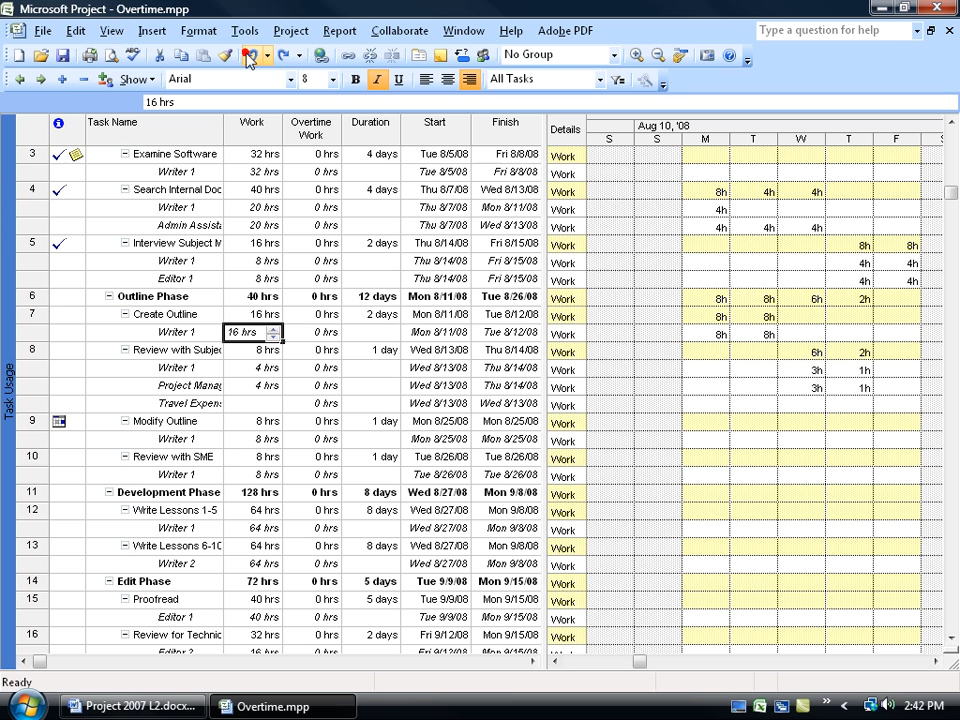 Microsoft Project - Overtime.mpp
File Edit View Insert Format Tools Project Report Collaborate Window Help Adobe PDF Type a question for help
No Group
Show Arial 8 B I U All Tasks
16 hrs
Task Name Work Overtime Work Duration Start Finish Details Aug 10, '08
S S M T W T F S
3 Examine Software 32 hrs 0 hrs 4 days Tue 8/5/08 Fri 8/8/08 Work
Writer 1 32 hrs 0 hrs Tue 8/5/08 Fri 8/8/08 Work
4 Search Internal Doc 40 hrs 0 hrs 4 days Thu 8/7/08 Wed 8/13/08 Work 8h 4h 4h
Writer 1 20 hrs 0 hrs Thu 8/7/08 Mon 8/11/08 Work 4h
Admin Assista 20 hrs 0 hrs Thu 8/7/08 Wed 8/13/08 Work 4h 4h 4h
5 Interview Subject M 16 hrs 0 hrs 2 days Thu 8/14/08 Fri 8/15/08 Work 8h 8h
Writer 1 8 hrs 0 hrs Thu 8/14/08 Fri 8/15/08 Work 4h 4h
Editor 1 8 hrs 0 hrs Thu 8/14/08 Fri 8/15/08 Work 4h 4h
6 Outline Phase 40 hrs 0 hrs 12 days Mon 8/11/08 Tue 8/26/08 Work 8h 8h 6h 2h
7 Create Outline 16 hrs 0 hrs 2 days Mon 8/11/08 Tue 8/12/08 Work 8h 8h
Writer 1 16 hrs 0 hrs Mon 8/11/08 Tue 8/12/08 Work 8h 8h
8 Review with Subje 8 hrs 0 hrs 1 day Wed 8/13/08 Thu 8/14/08 Work 6h 2h
Writer 1 4 hrs 0 hrs Wed 8/13/08 Thu 8/14/08 Work 3h 1h
Project Manag 4 hrs 0 hrs Wed 8/13/08 Thu 8/14/08 Work 3h 1h
Travel Expen Wed 8/13/08 Wed 8/13/08 Work
9 Modify Outline 8 hrs 0 hrs 1 day Mon 8/25/08 Mon 8/25/08 Work
Writer 1 8 hrs 0 hrs Mon 8/25/08 Mon 8/25/08 Work
10 Review with SME 8 hrs 0 hrs 1 day Tue 8/26/08 Tue 8/26/08 Work
Writer 1 8 hrs 0 hrs Tue 8/26/08 Tue 8/26/08 Work
11 Development Phase 128 hrs 0 hrs 8 days Wed 8/27/08 Mon 9/8/08 Work
12 Write Lessons 1-5 64 hrs 0 hrs 8 days Wed 8/27/08 Mon 9/8/08 Work
Writer 1 64 hrs 0 hrs Wed 8/27/08 Mon 9/8/08 Work
13 Write Lessons 6-10 64 hrs 0 hrs 8 days Wed 8/27/08 Mon 9/8/08 Work
Writer 2 64 hrs 0 hrs Wed 8/27/08 Mon 9/8/08 Work
14 Edit Phase 72 hrs 0 hrs 5 days Tue 9/9/08 Mon 9/15/08 Work
15 Proofread 40 hrs 0 hrs 5 days Tue 9/9/08 Mon 9/15/08 Work
Editor 1 40 hrs 0 hrs Tue 9/9/08 Mon 9/15/08 Work
16 Review for Technic 32 hrs 0 hrs 2 days Fri 9/12/08 Mon 9/15/08 Work
Editor 2 16 hrs 0 hrs Fri 9/12/08 Mon 9/15/08
Task Usage
Ready
Project 2007 L2.docx... Overtime.mpp 2:42 PM